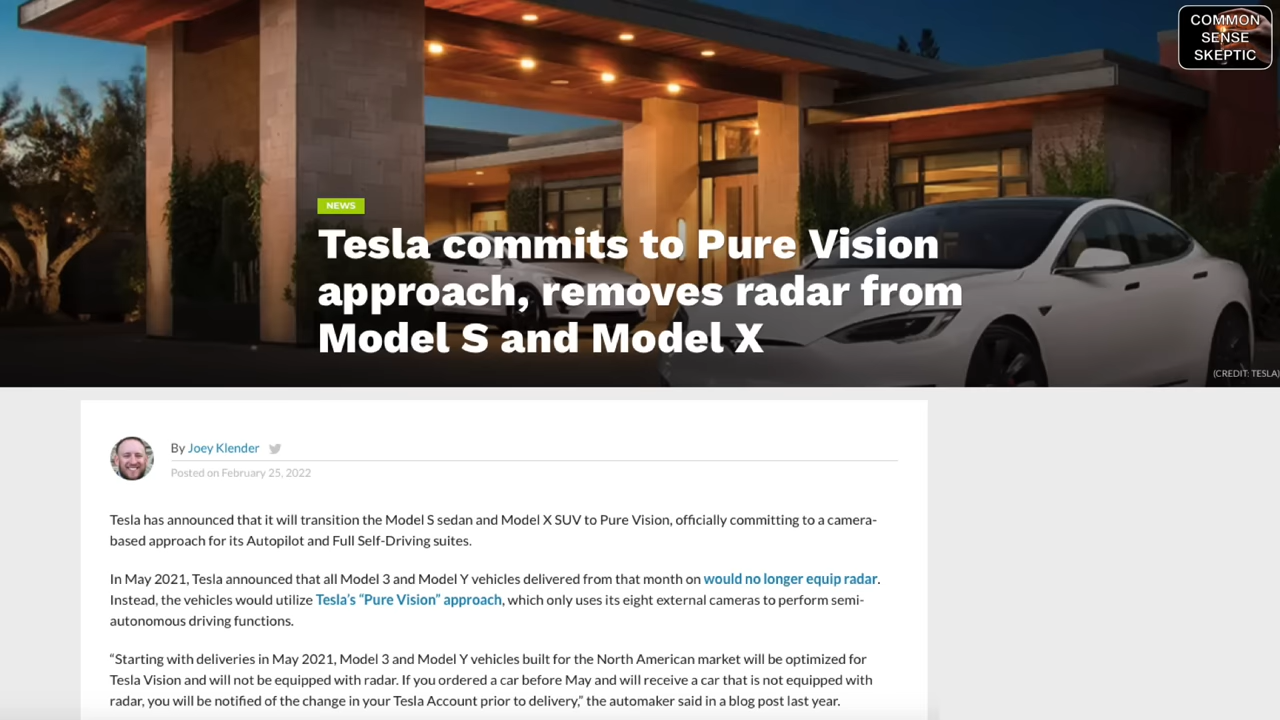 COMMON
SENSE
SKEPTIC
NEWS
Tesla commits to Pure Vision
approach, removes radar from
Model S and Model X
(CREDIT: TESLA)
By Joey Klender
Posted on February 25, 2022
Tesla has announced that it will transition the Model S sedan and Model X SUV to Pure Vision, officially committing to a camera-
based approach for its Autopilot and Full Self-Driving suites.
In May 2021, Tesla announced that all Model 3 and Model Y vehicles delivered from that month on would no longer equip radar.
Instead, the vehicles would utilize Tesla's “Pure Vision” approach, which only uses its eight external cameras to perform semi-
autonomous driving functions.
“Starting with deliveries in May 2021, Model 3 and Model Y vehicles built for the North American market will be optimized for
Tesla Vision and will not be equipped with radar. If you ordered a car before May and will receive a car that is not equipped with
radar, you will be notified of the change in your Tesla Account prior to delivery,” the automaker said in a blog post last year.